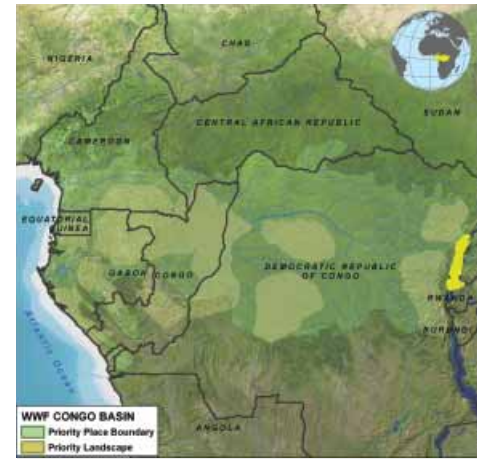 NIGERIA
CHAD
SUDAN
CENTRAL AFRICAN REPUBLIC
CAMEROON
EQUATORIAL
GUINEA
GABON
CONGO
DEMOCRATIC REPUBLIC
OF CONGO
RWANDA
BURUNDI
Atlantic Ocean
ANGOLA
WWF CONGO BASIN
Priority Place Boundary
Priority Landscape